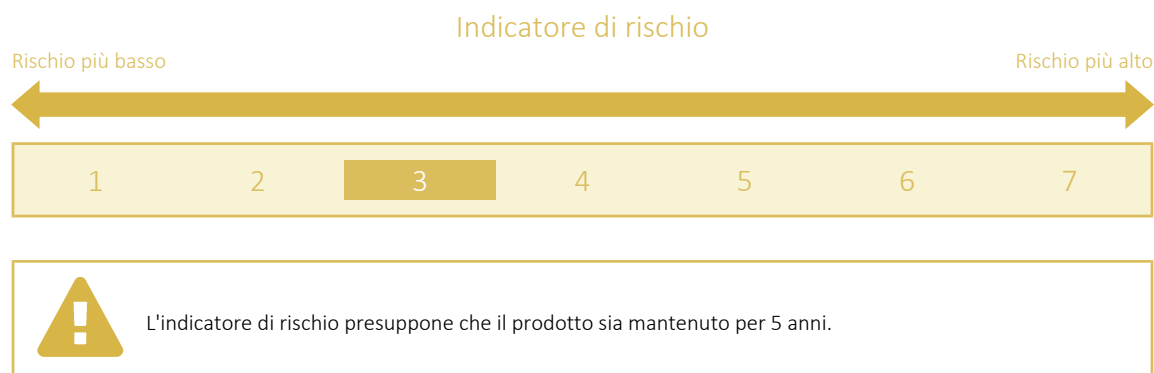 Indicatore di rischio
Rischio più basso Rischio più alto
1 2 3 4 5 6 7
L'indicatore di rischio presuppone che il prodotto sia mantenuto per 5 anni.